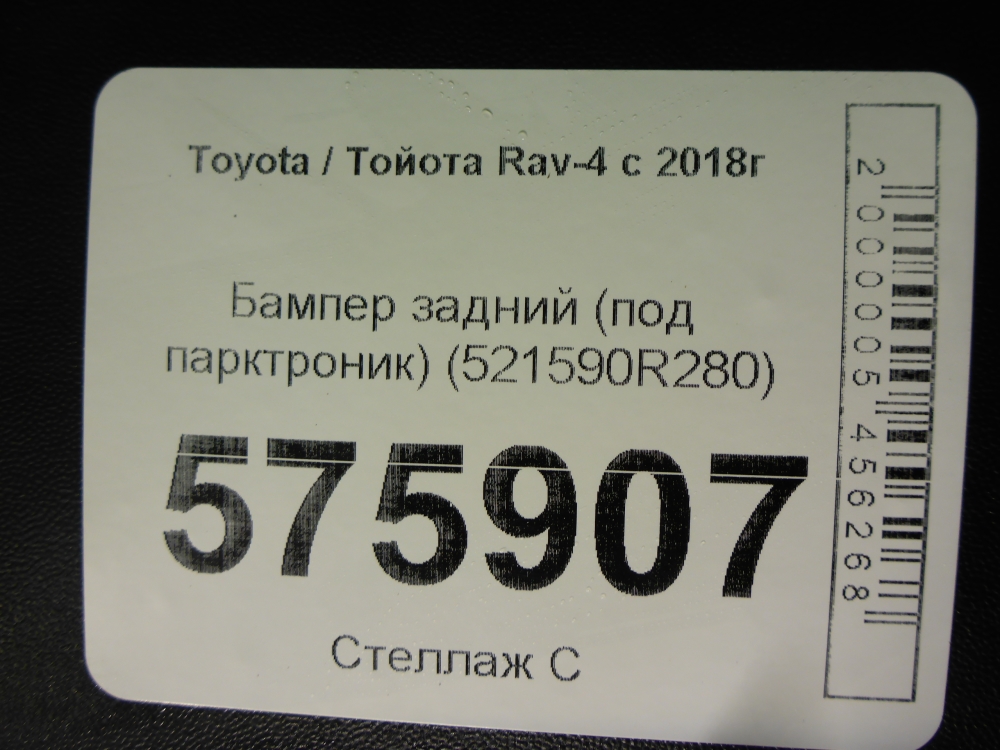 Toyota / Тойота Rav-4 с 2018г
Бампер задний (под
парктроник) (521590R280)
575907
Стеллаж С
2000005456268